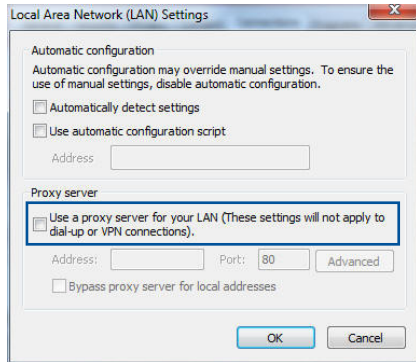 Local Area Network (LAN) Settings
Automatic configuration
Automatic configuration may override manual settings. To ensure the
use of manual settings, disable automatic configuration.
Automatically detect settings
Use automatic configuration script
Address
Proxy server
Use a proxy server for your LAN (These settings will not apply to
dial-up or VPN connections).
Address:
Port: 80 Advanced
Bypass proxy server for local addresses
OK Cancel